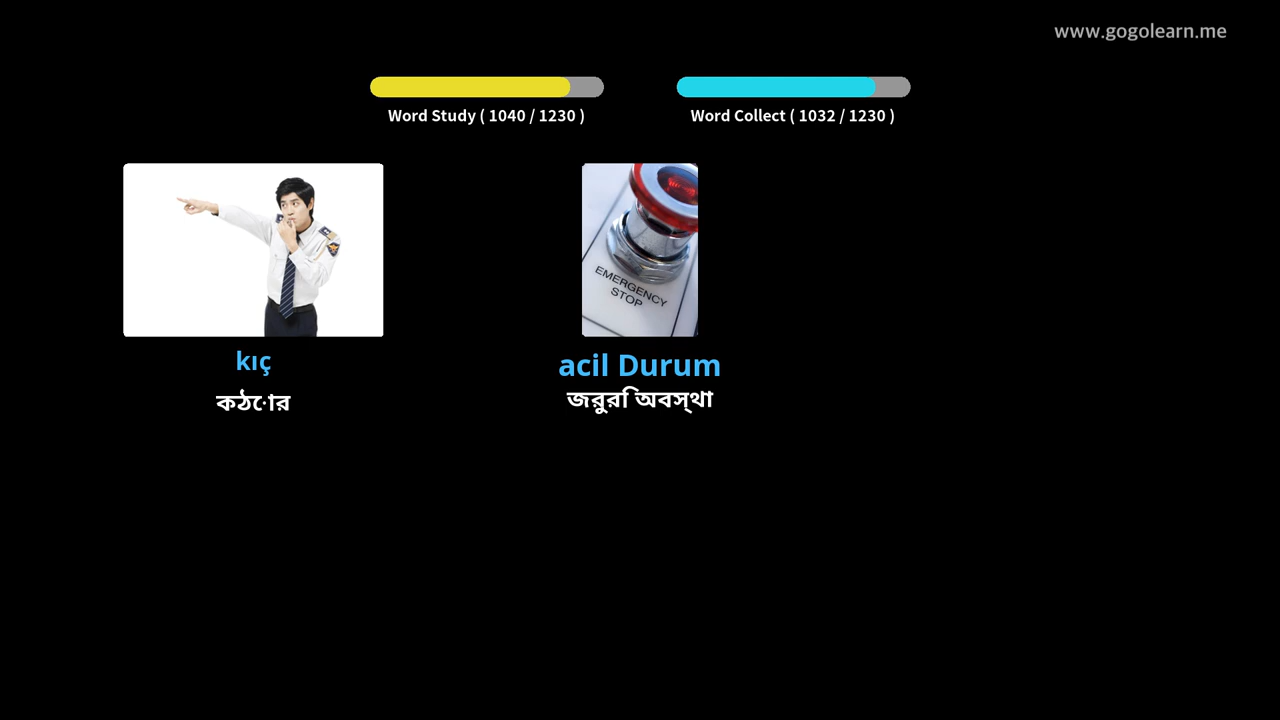 www.gogolearn.me
Word Study ( 1040 / 1230 )
Word Collect ( 1032 / 1230 )
EMERGENCY
STOP
kıç
acil Durum
কঠোর
জরুরি অবস্থা